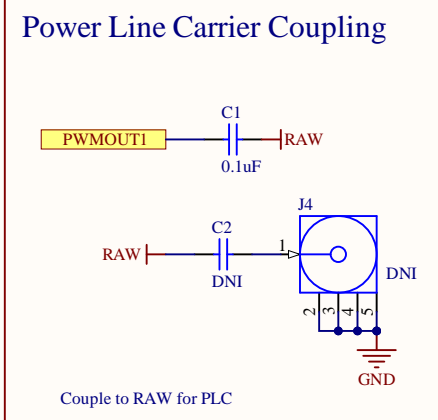 Power Line Carrier Coupling
C1
PWMOUT1
RAW
0.1uF
J4
C2
1
RAW
DNI
DNI
2 3 4 5
GND
Couple to RAW for PLC